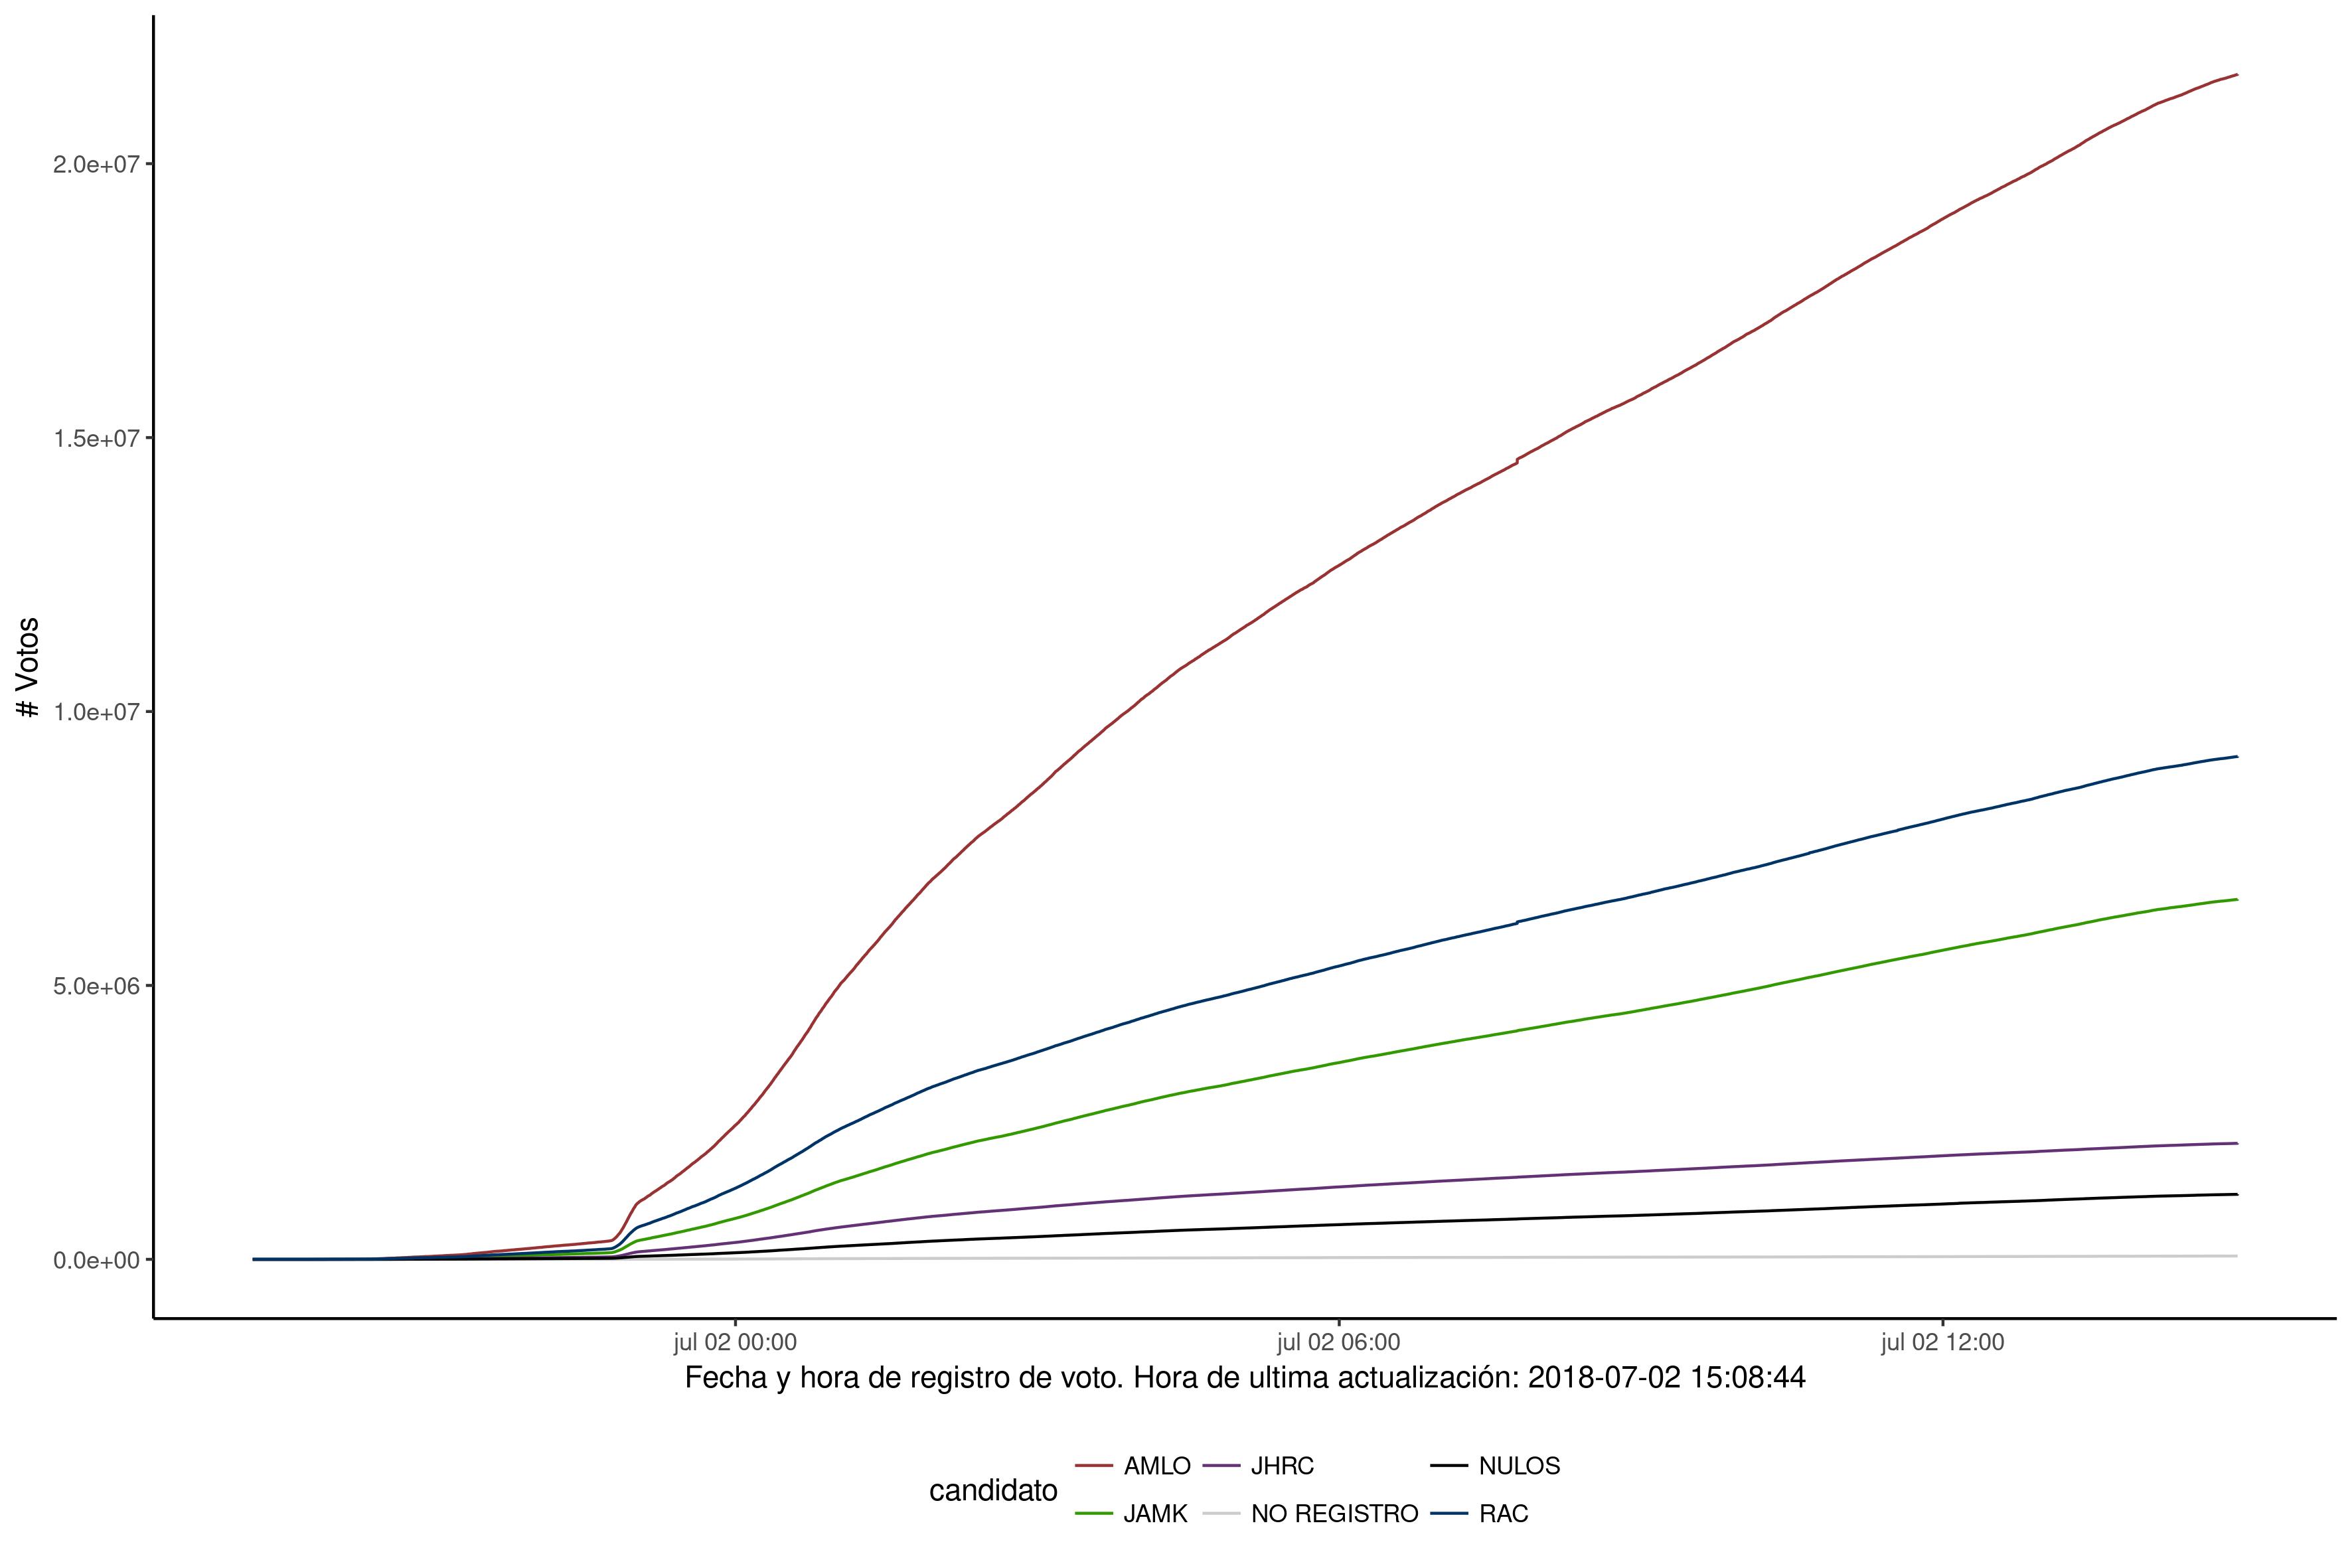 2.0e+07
1.5e+07
1.0e+07
5.0e+06
0.0e+00
# Votos
jul 02 00:00 jul 02 06:00 jul 02 12:00
Fecha y hora de registro de voto. Hora de ultima actualización: 2018-07-02 15:08:44
candidato
AMLO JHRC NULOS
JAMK NO REGISTRO RAC